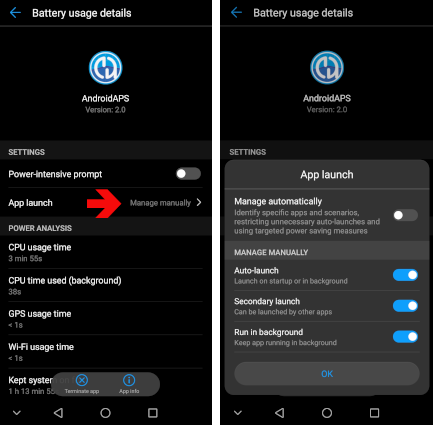 Battery usage details
AndroidAPS
Version: 2.0
SETTINGS
Power-intensive prompt
App launch
Manage manually
POWER ANALYSIS
CPU usage time
3 min 55s
CPU time used (background)
38s
GPS usage time
< 1s
Wi-Fi usage time
< 1s
Kept system
1 h 13 min 55
Terminate app
App info
Battery usage details
AndroidAPS
Version: 2.0
SETTINGS
App launch
Manage automatically
Identify specific apps and scenarios,
restricting unnecessary auto-launches and
using targeted power saving measures
MANAGE MANUALLY
Auto-launch
Launch on startup or in background
Secondary launch
Can be launched by other apps
Run in background
Keep app running in background
OK